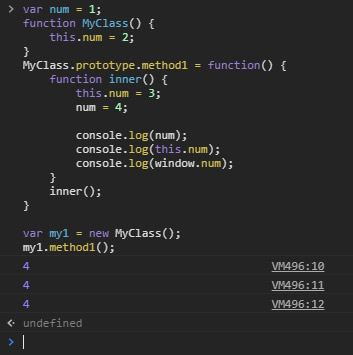 > var num = 1;
function MyClass() {
    this.num = 2;
}
MyClass.prototype.method1 = function() {
    function inner() {
        this.num = 3;
        num = 4;

        console.log(num);
        console.log(this.num);
        console.log(window.num);
    }
    inner();
}

var my1 = new MyClass();
my1.method1();
4 VM496:10
4 VM496:11
4 VM496:12
undefined
>